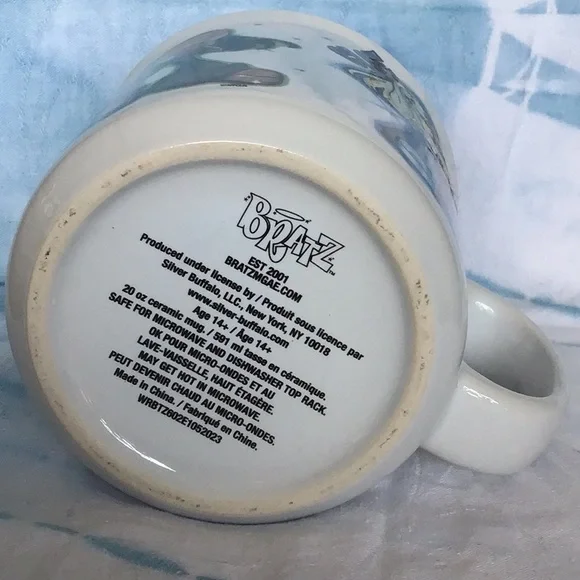 BRATZ™
EST 2001
BRATZMGAE.COM
Produced under license by / Produit sous licence par
Silver Buffalo, LLC., New York, NY 10018
www.silver-buffalo.com
Age 14+ / Âge 14+
20 oz ceramic mug. / 591 ml tasse en céramique.
SAFE FOR MICROWAVE AND DISHWASHER TOP RACK.
OK POUR MICRO-ONDES ET AU
LAVE-VAISSELLE, HAUT ÉTAGÈRE.
MAY GET HOT IN MICROWAVE.
PEUT DEVENIR CHAUD AU MICRO-ONDES.
Made in China. / Fabriqué en Chine.
WRBTZ602E1052023